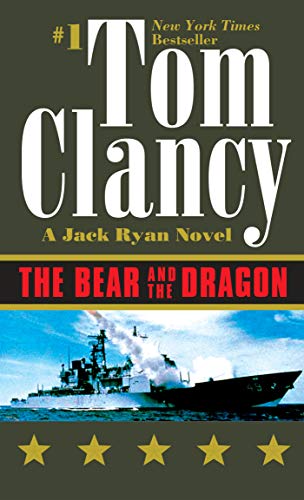 #1
New York Times
Bestseller
Tom
Clancy
A Jack Ryan Novel
THE BEAR AND THE DRAGON